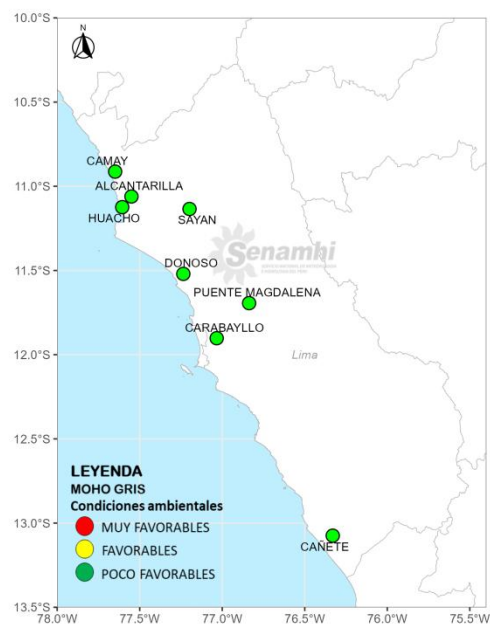 10.0°S
N
10.5°S
CAMAY
11.0°S
ALCANTARILLA
HUACHO
SAYAN
Senamhi
11.5°S
DONOSO
PUENTE MAGDALENA
CARABAYLLO
12.0°S
Lima
12.5°S
LEYENDA
MOHO GRIS
Condiciones ambientales
13.0°S
MUY FAVORABLES
CAÑETE
FAVORABLES
POCO FAVORABLES
13.5°S
78.0°W 77.5°W 77.0°W 76.5°W 76.0°W 75.5°W